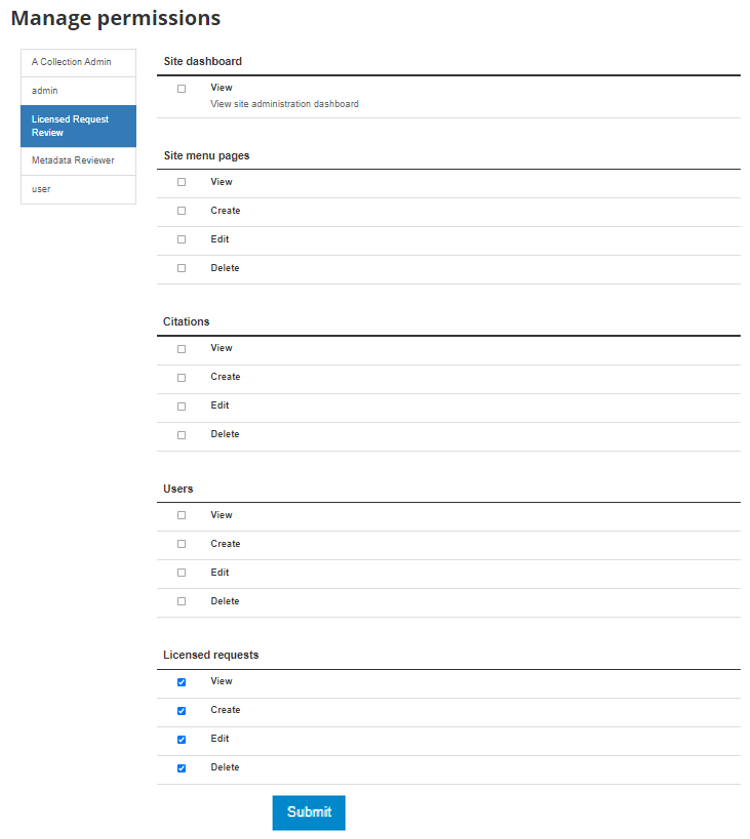 Manage permissions
A Collection Admin
admin
Licensed Request
Review
Metadata Reviewer
user
Site dashboard
View
View site administration dashboard
Site menu pages
View
Create
Edit
Delete
Citations
View
Create
Edit
Delete
Users
View
Create
Edit
Delete
Licensed requests
View
Create
Edit
Delete
Submit